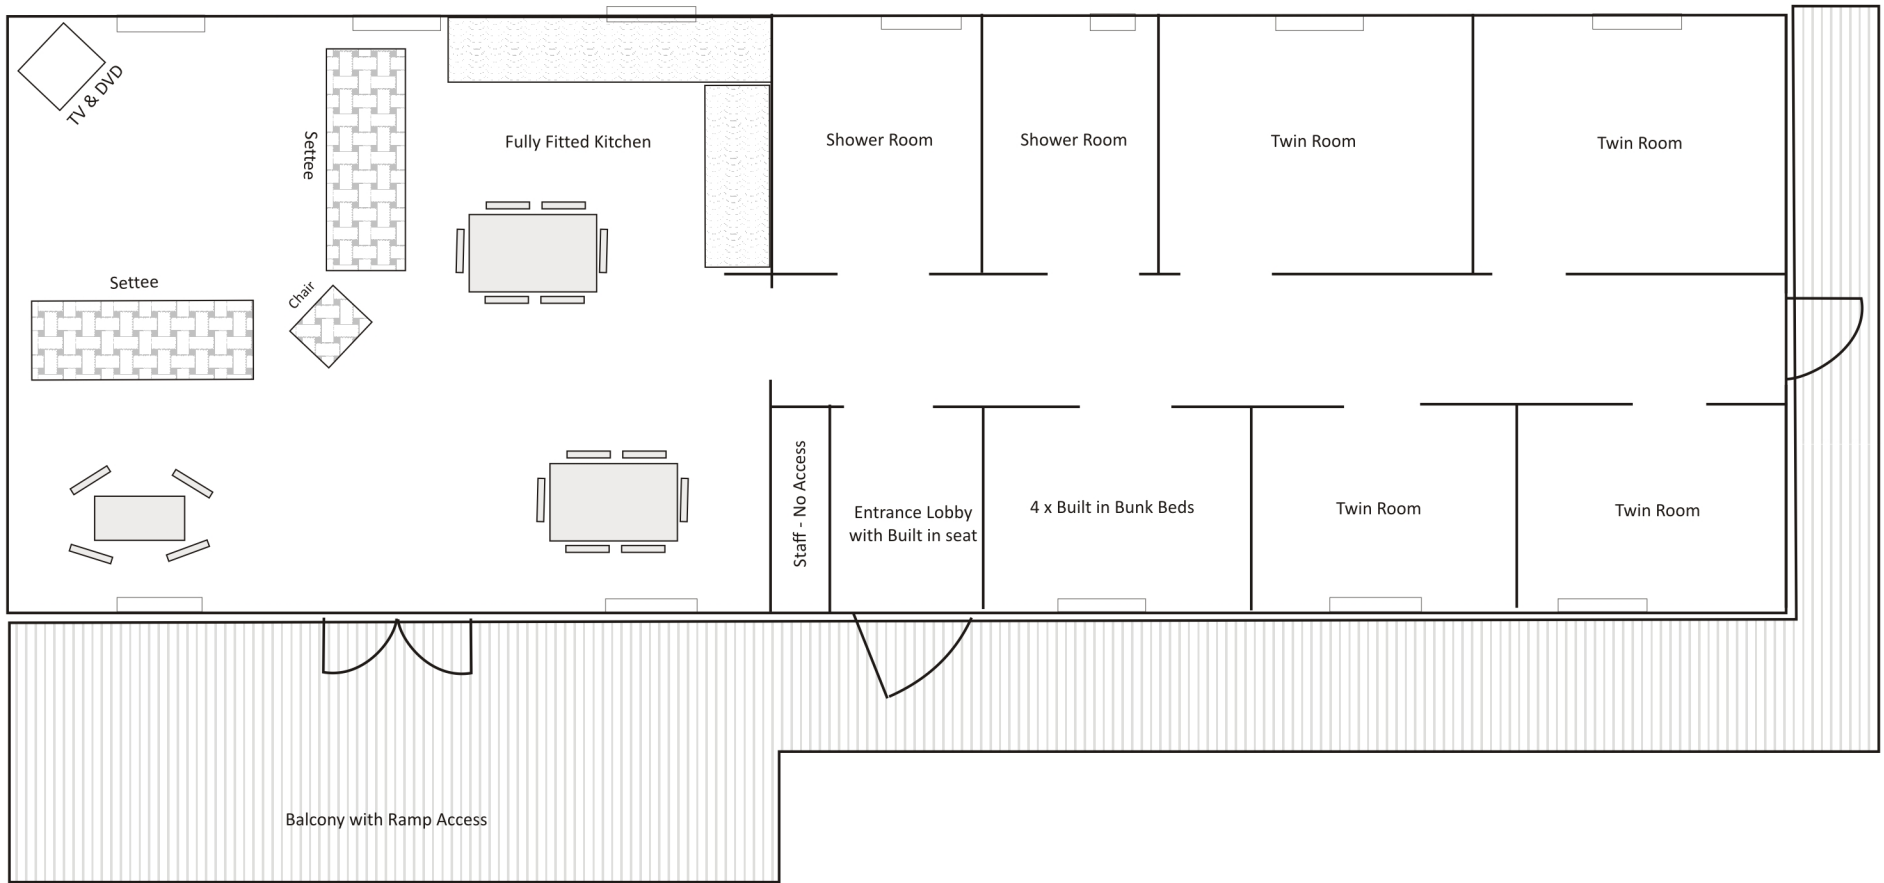 TV & DVD
Settee
Fully Fitted Kitchen
Shower Room
Shower Room
Twin Room
Twin Room
Settee
Chair
Staff - No Access
Entrance Lobby
with Built in seat
4 x Built in Bunk Beds
Twin Room
Twin Room
Balcony with Ramp Access